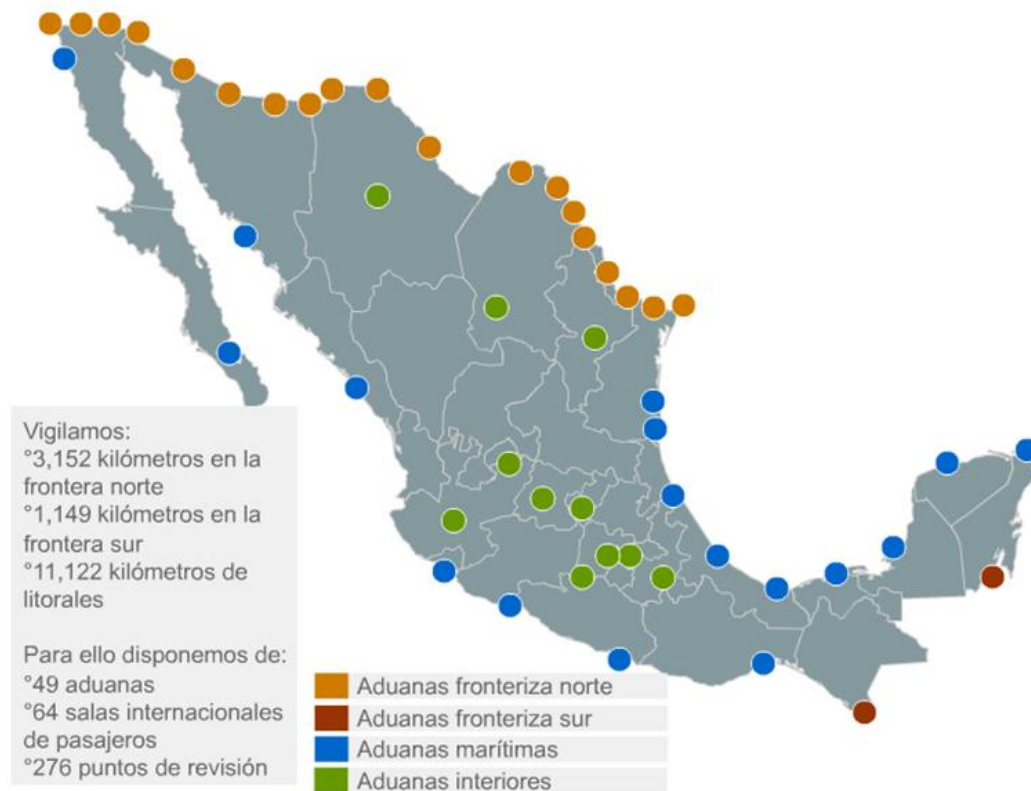 Vigilamos:
°3,152 kilómetros en la
frontera norte
°1,149 kilómetros en la
frontera sur
°11,122 kilómetros de
litorales
Para ello disponemos de:
°49 aduanas
°64 salas internacionales
de pasajeros
°276 puntos de revisión
Aduanas fronteriza norte
Aduanas fronteriza sur
Aduanas marítimas
Aduanas interiores